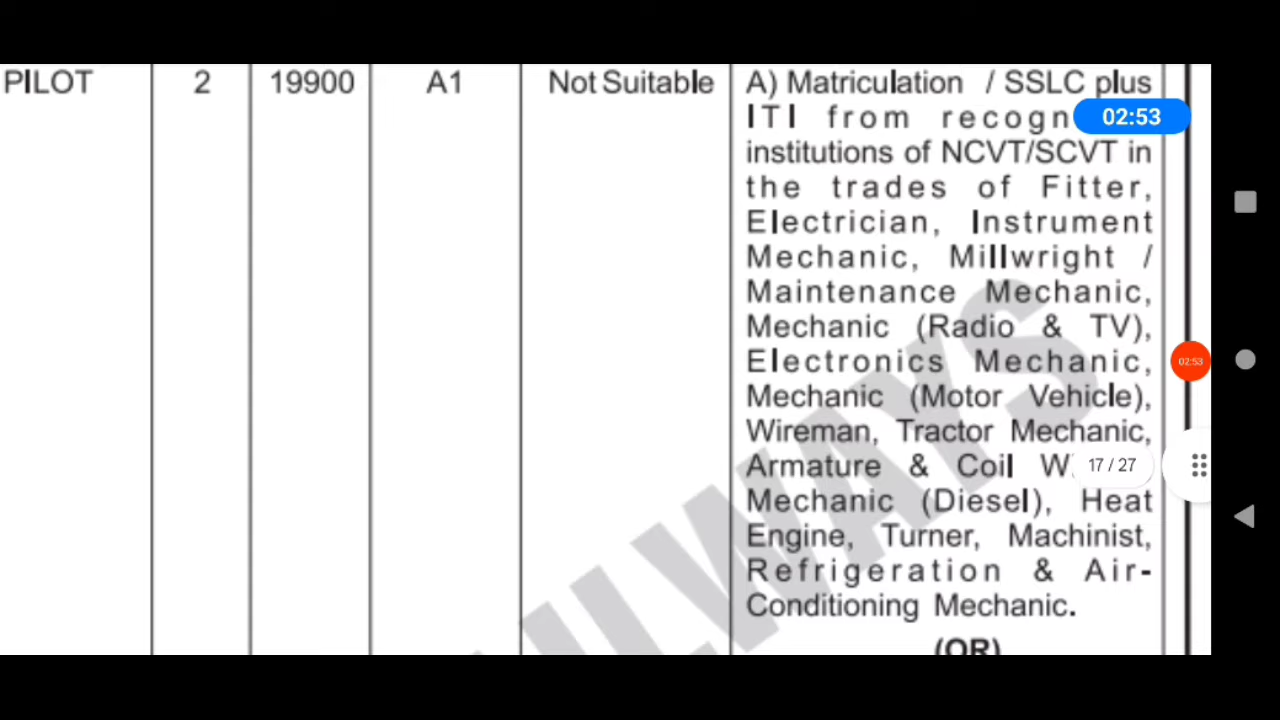 PILOT 2 19900 A1 Not Suitable A) Matriculation / SSLC plus
02:53
ITI from
institutions of NCVT/SCVT in
the trades of Fitter,
Electrician, Instrument
Mechanic, Millwright /
Maintenance Mechanic,
Mechanic (Radio & TV),
Electronics Mechanic,
02:53
Mechanic (Motor Vehicle),
Wireman, Tractor Mechanic,
Armature & Coil
17 / 27
Mechanic (Diesel), Heat
Engine, Turner, Machinist,
Refrigeration & Air-
Conditioning Mechanic.
(OR)